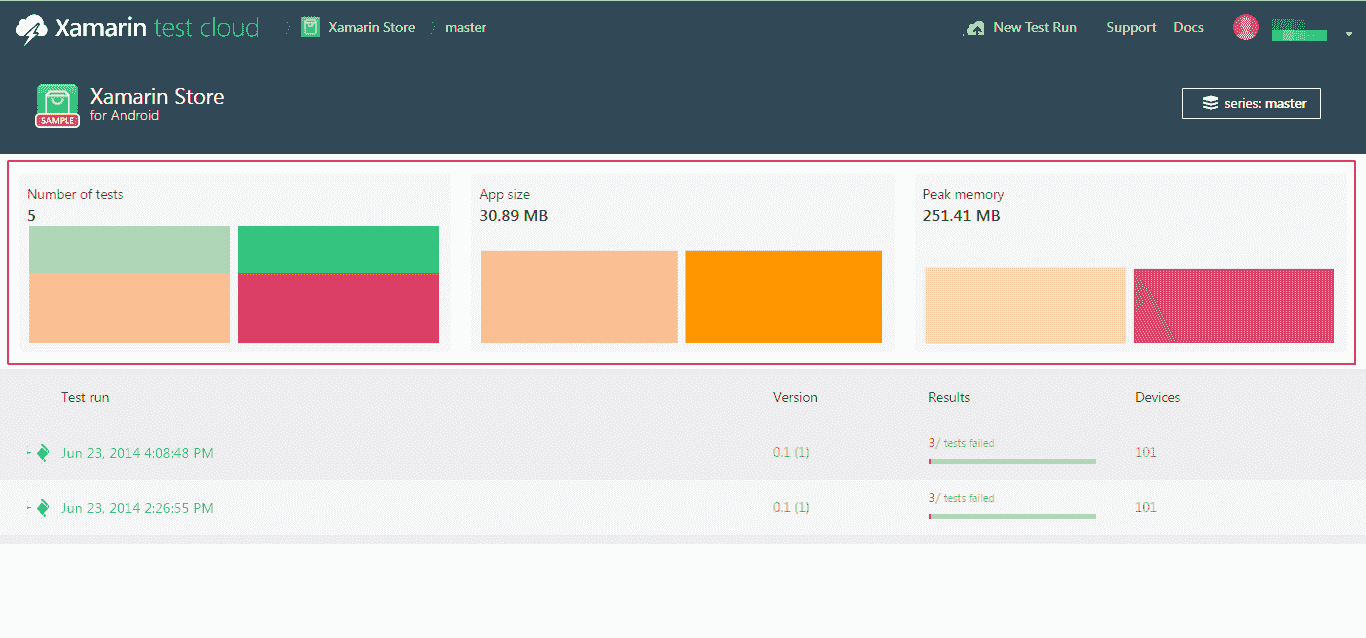 Xamarin test cloud / Xamarin Store / master New Test Run Support Docs
Xamarin Store
for Android
SAMPLE
series: master
Number of tests
5
App size
30.89 MB
Peak memory
251.41 MB
Test run Version Results Devices
Jun 23, 2014 4:08:48 PM 0.1 (1) 3/ tests failed 101
Jun 23, 2014 2:26:55 PM 0.1 (1) 3/ tests failed 101